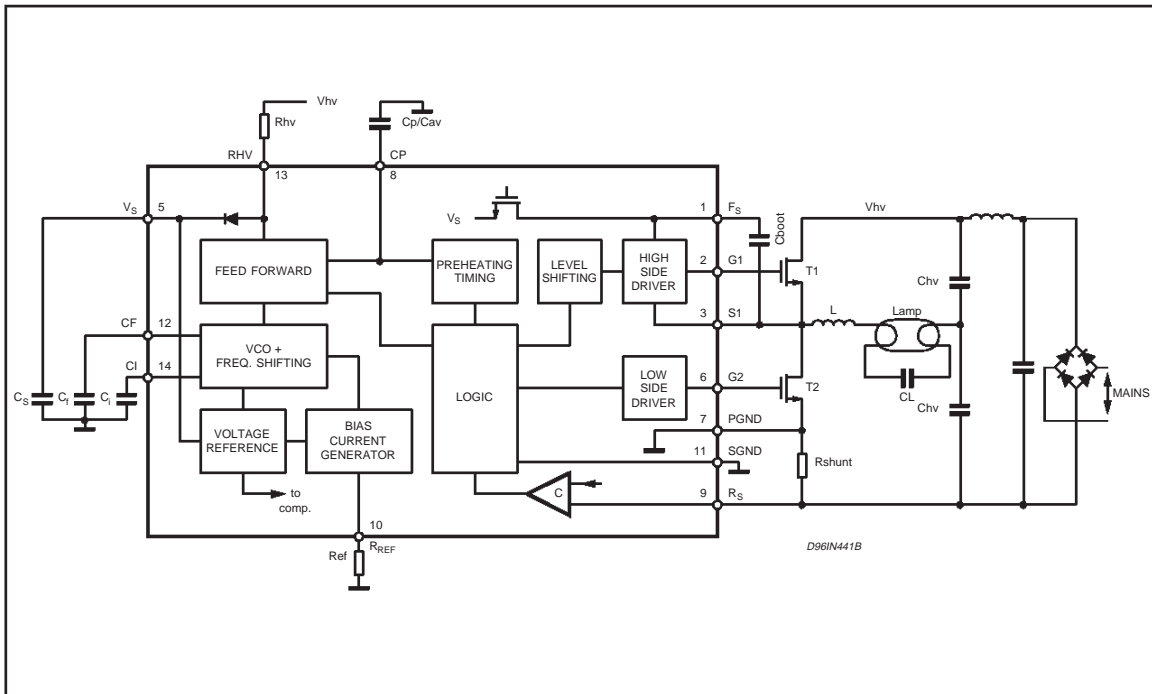 Vhv
Rhv
Cp/Cav
RHV
CP
13
8
VS
5
VS
1
FS
Vhv
Cboot
FEED FORWARD
PREHEATING
TIMING
LEVEL
SHIFTING
HIGH
SIDE
DRIVER
2
G1
T1
Chv
3
S1
L
Lamp
CF
12
VCO +
FREQ. SHIFTING
CI
14
LOGIC
LOW
SIDE
DRIVER
6
G2
T2
CL
Chv
MAINS
CS
Cf
Ci
VOLTAGE
REFERENCE
BIAS
CURRENT
GENERATOR
7
PGND
11
SGND
Rshunt
to
comp.
C
9
RS
10
RREF
Ref
D96IN441B